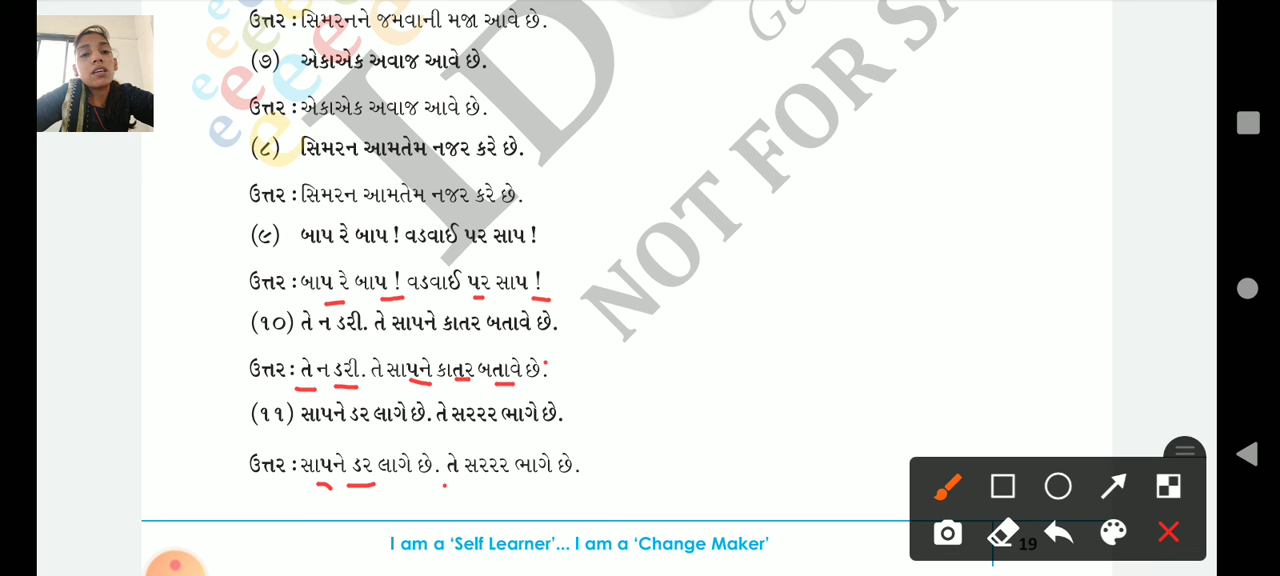 ઉત્તર : સિમરનને જમવાની મજા આવે છે.
(૭) એકાએક અવાજ આવે છે.
ઉત્તર : એકાએક અવાજ આવે છે.
(૮) સિમરન આમતેમ નજર કરે છે.
ઉત્તર : સિમરન આમતેમ નજર કરે છે.
(૯) બાપ રે બાપ ! વડવાઈ પર સાપ !
ઉત્તર : બાપ રે બાપ ! વડવાઈ પર સાપ !
(૧૦) તે ન ડરી. તે સાપને કાતર બતાવે છે.
ઉત્તર : તે ન ડરી. તે સાપને કાતર બતાવે છે.
(૧૧) સાપને ડર લાગે છે. તે સરરર ભાગે છે.
ઉત્તર : સાપને ડર લાગે છે. તે સરરર ભાગે છે.
I am a ‘Self Learner’... I am a ‘Change Maker’
19
NOT FOR